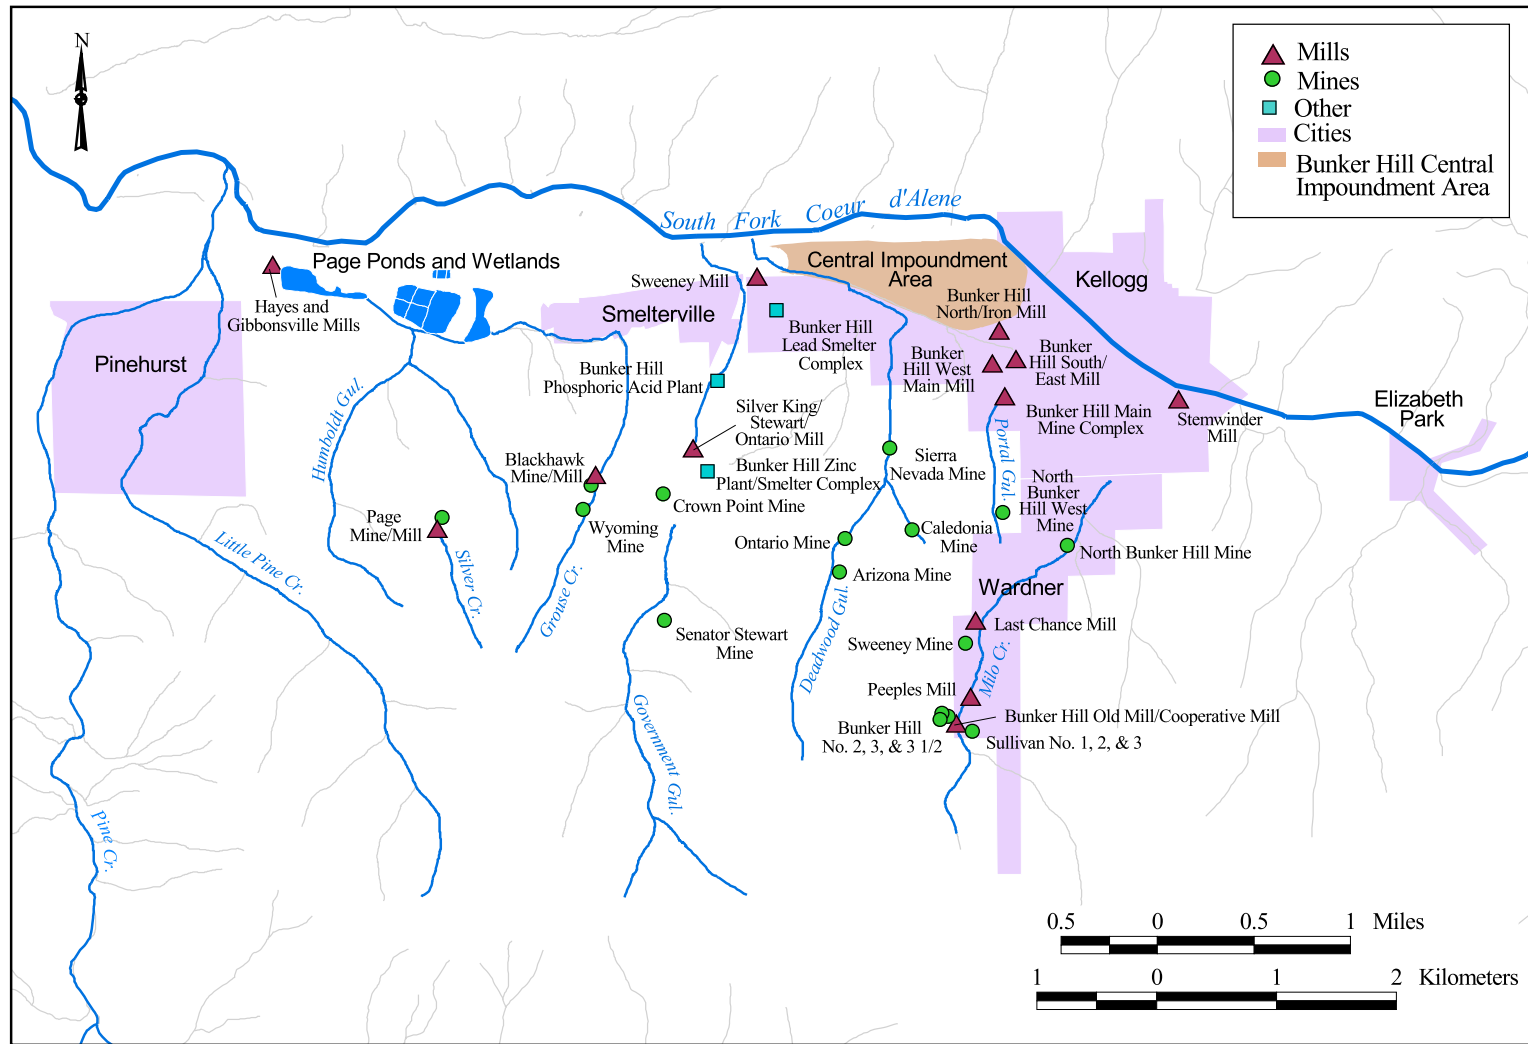 N
Mills
Mines
Other
Cities
Bunker Hill Central
Impoundment Area
South Fork Coeur d'Alene
Page Ponds and Wetlands
Hayes and
Gibbonsville Mills
Pinehurst
Sweeney Mill
Smelterville
Central Impoundment
Area
Kellogg
Bunker Hill
North/Iron Mill
Bunker Hill
Lead Smelter
Complex
Bunker
Hill West
Main Mill
Bunker
Hill South/
East Mill
Bunker Hill
Phosphoric Acid Plant
Silver King/
Stewart/
Ontario Mill
Bunker Hill Main
Mine Complex
Stemwinder
Mill
Elizabeth
Park
Humboldt Gul.
Blackhawk
Mine/Mill
Bunker Hill Zinc
Plant/Smelter Complex
Sierra
Nevada Mine
Portal Gul.
North
Bunker
Hill West
Mine
Crown Point Mine
Page
Mine/Mill
Wyoming
Mine
Ontario Mine
Caledonia
Mine
North Bunker Hill Mine
Little Pine Cr.
Silver Cr.
Grouse Cr.
Arizona Mine
Wardner
Senator Stewart
Mine
Deadwood Gul.
Last Chance Mill
Sweeney Mine
Milo Cr.
Peeples Mill
Bunker Hill Old Mill/Cooperative Mill
Bunker Hill
No. 2, 3, & 3 1/2
Sullivan No. 1, 2, & 3
Government Gul.
Pine Cr.
0.5 0 0.5 1 Miles
1 0 1 2 Kilometers